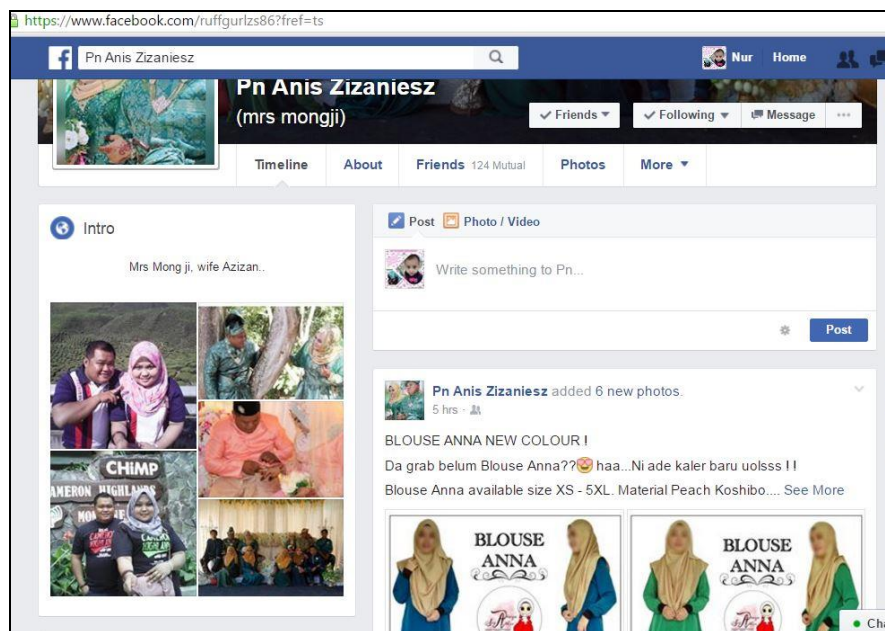 https://www.facebook.com/ruffgurlzs86?fref=ts
Pn Anis Zizaniesz
Nur Home
Pn Anis Zizaniesz
(mrs mongji)
Friends Following Message
Timeline About Friends 124 Mutual Photos More
Intro
Mrs Mong ji, wife Azizan..
CHiMP
CAMERON HIGHLANDS
Post Photo / Video
Write something to Pn...
Post
Pn Anis Zizaniesz added 6 new photos.
5 hrs
BLOUSE ANNA NEW COLOUR !
Da grab belum Blouse Anna?? haa...Ni ade kaler baru uolsss ! !
Blouse Anna available size XS - 5XL. Material Peach Koshibo.... See More
BLOUSE
ANNA
BLOUSE
ANNA